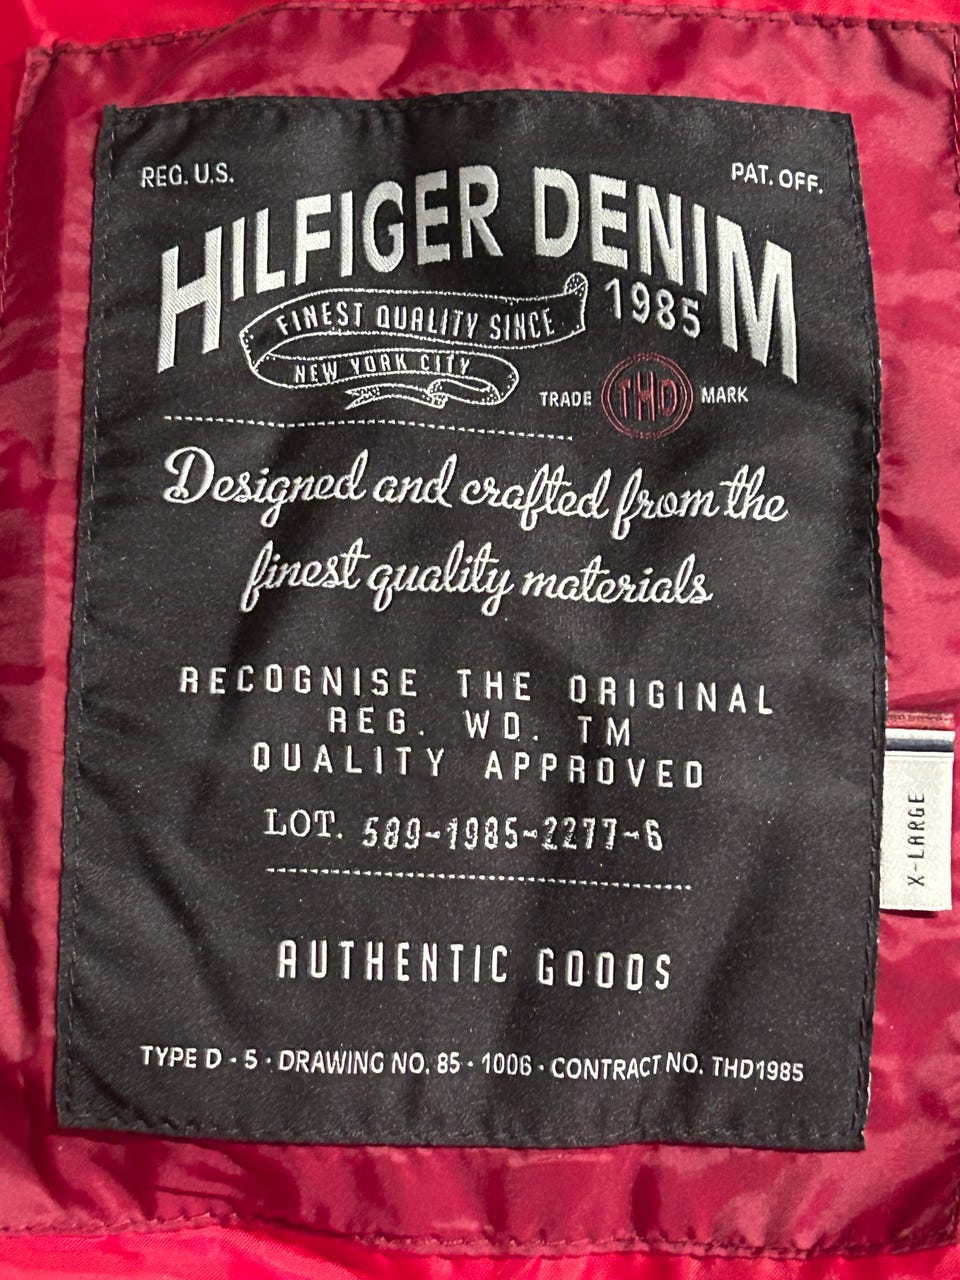 REG. U.S. PAT. OFF.
HILFIGER DENIM
FINEST QUALITY SINCE 1985
NEW YORK CITY
TRADE THD MARK
Designed and crafted from the
finest quality materials
RECOGNISE THE ORIGINAL
REG. WD. TM
QUALITY APPROVED
LOT. 589-1985-2277-6
AUTHENTIC GOODS
TYPE D · 5 · DRAWING NO. 85 · 1006 · CONTRACT NO. THD1985
X-LARGE